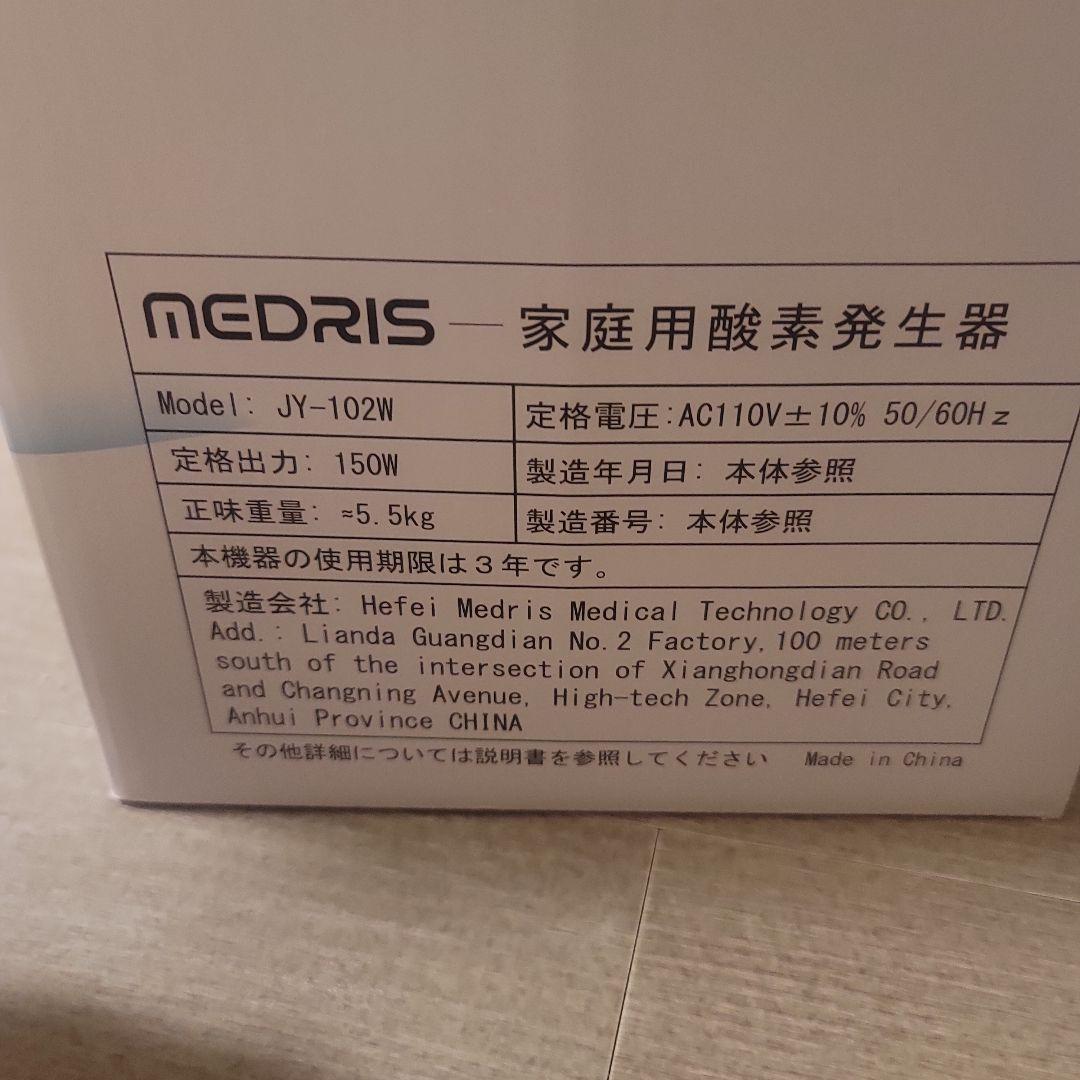 MEDRIS — 家庭用酸素発生器
Model: JY-102W
定格電圧:AC110V±10% 50/60Hz
定格出力: 150W
製造年月日: 本体参照
正味重量: ≈5.5kg
製造番号: 本体参照
本機器の使用期限は3年です。
製造会社: Hefei Medris Medical Technology CO., LTD.
Add.: Lianda Guangdian No.2 Factory,100 meters
south of the intersection of Xianghongdian Road
and Changning Avenue, High-tech Zone, Hefei City,
Anhui Province CHINA
その他詳細については説明書を参照してください Made in China